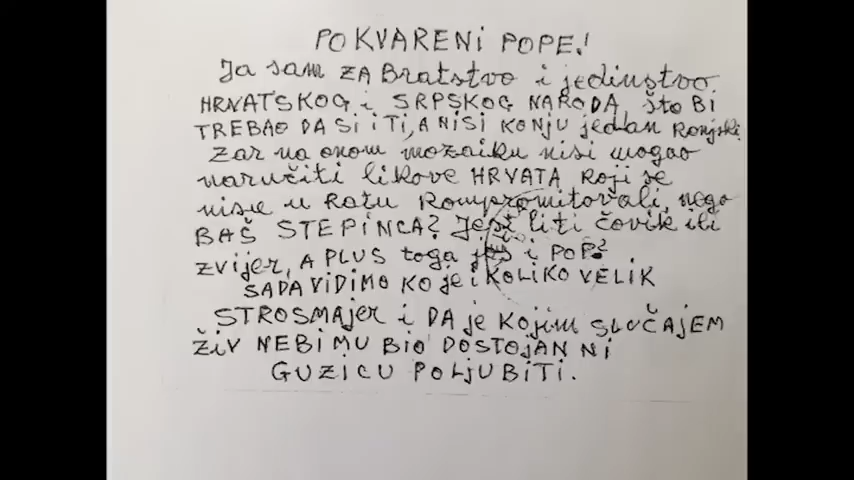 POKVARENI POPE!
Ja sam ZA Bratstvo i jedinstvo
HRVATSKOG i SRPSKOG NARODA, što BI
TREBAO DA SI I TI, A NISI KONJU jedan Konjski.
Zar na onom mozaiku nisi mogao
naručiti likove HRVATA koji se
nisu u Ratu Kompromitovali, nego
BAŠ STEPINCA? Jesi li ti čovik ili
zvijer, A PLUS toga još i POP?
SADA VIDIMO KO je i KOLIKO VELIK
STROSMAJER i DA je KOjim SLUČAJEM
ŽIV NEBI MU BIO DOSTOJAN NI
GUZICU POLJUBITI.